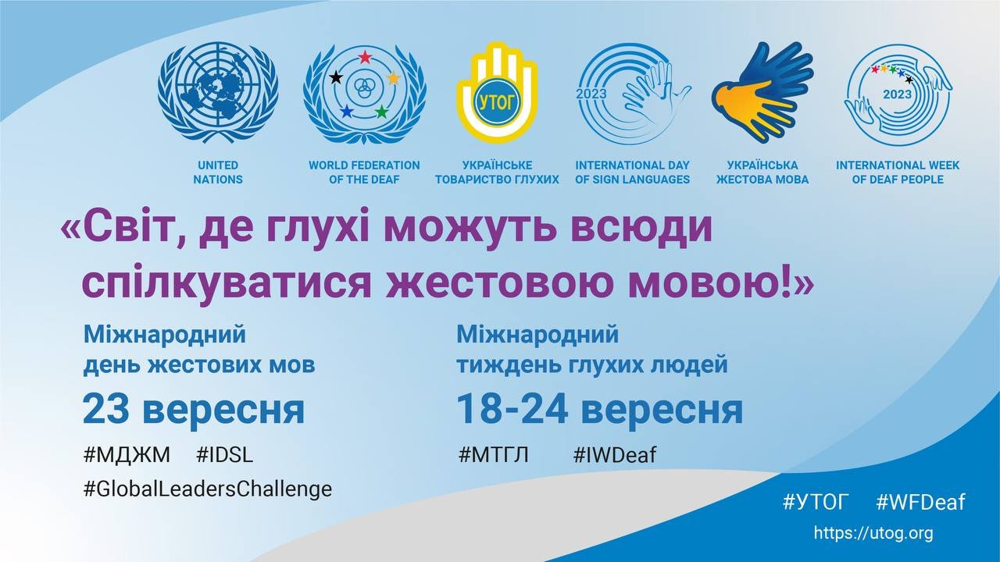 УТОГ
2023
2023
UNITED
NATIONS
WORLD FEDERATION
OF THE DEAF
УКРАЇНСЬКЕ
ТОВАРИСТВО ГЛУХИХ
INTERNATIONAL DAY
OF SIGN LANGUAGES
УКРАЇНСЬКА
ЖЕСТОВА МОВА
INTERNATIONAL WEEK
OF DEAF PEOPLE
«Світ, де глухі можуть всюди
спілкуватися жестовою мовою!»
Міжнародний
день жестових мов
23 вересня
#МДЖМ #IDSL
#GlobalLeadersChallenge
Міжнародний
тиждень глухих людей
18-24 вересня
#МТГЛ #IWDeaf
#УТОГ #WFDeaf
https://utog.org